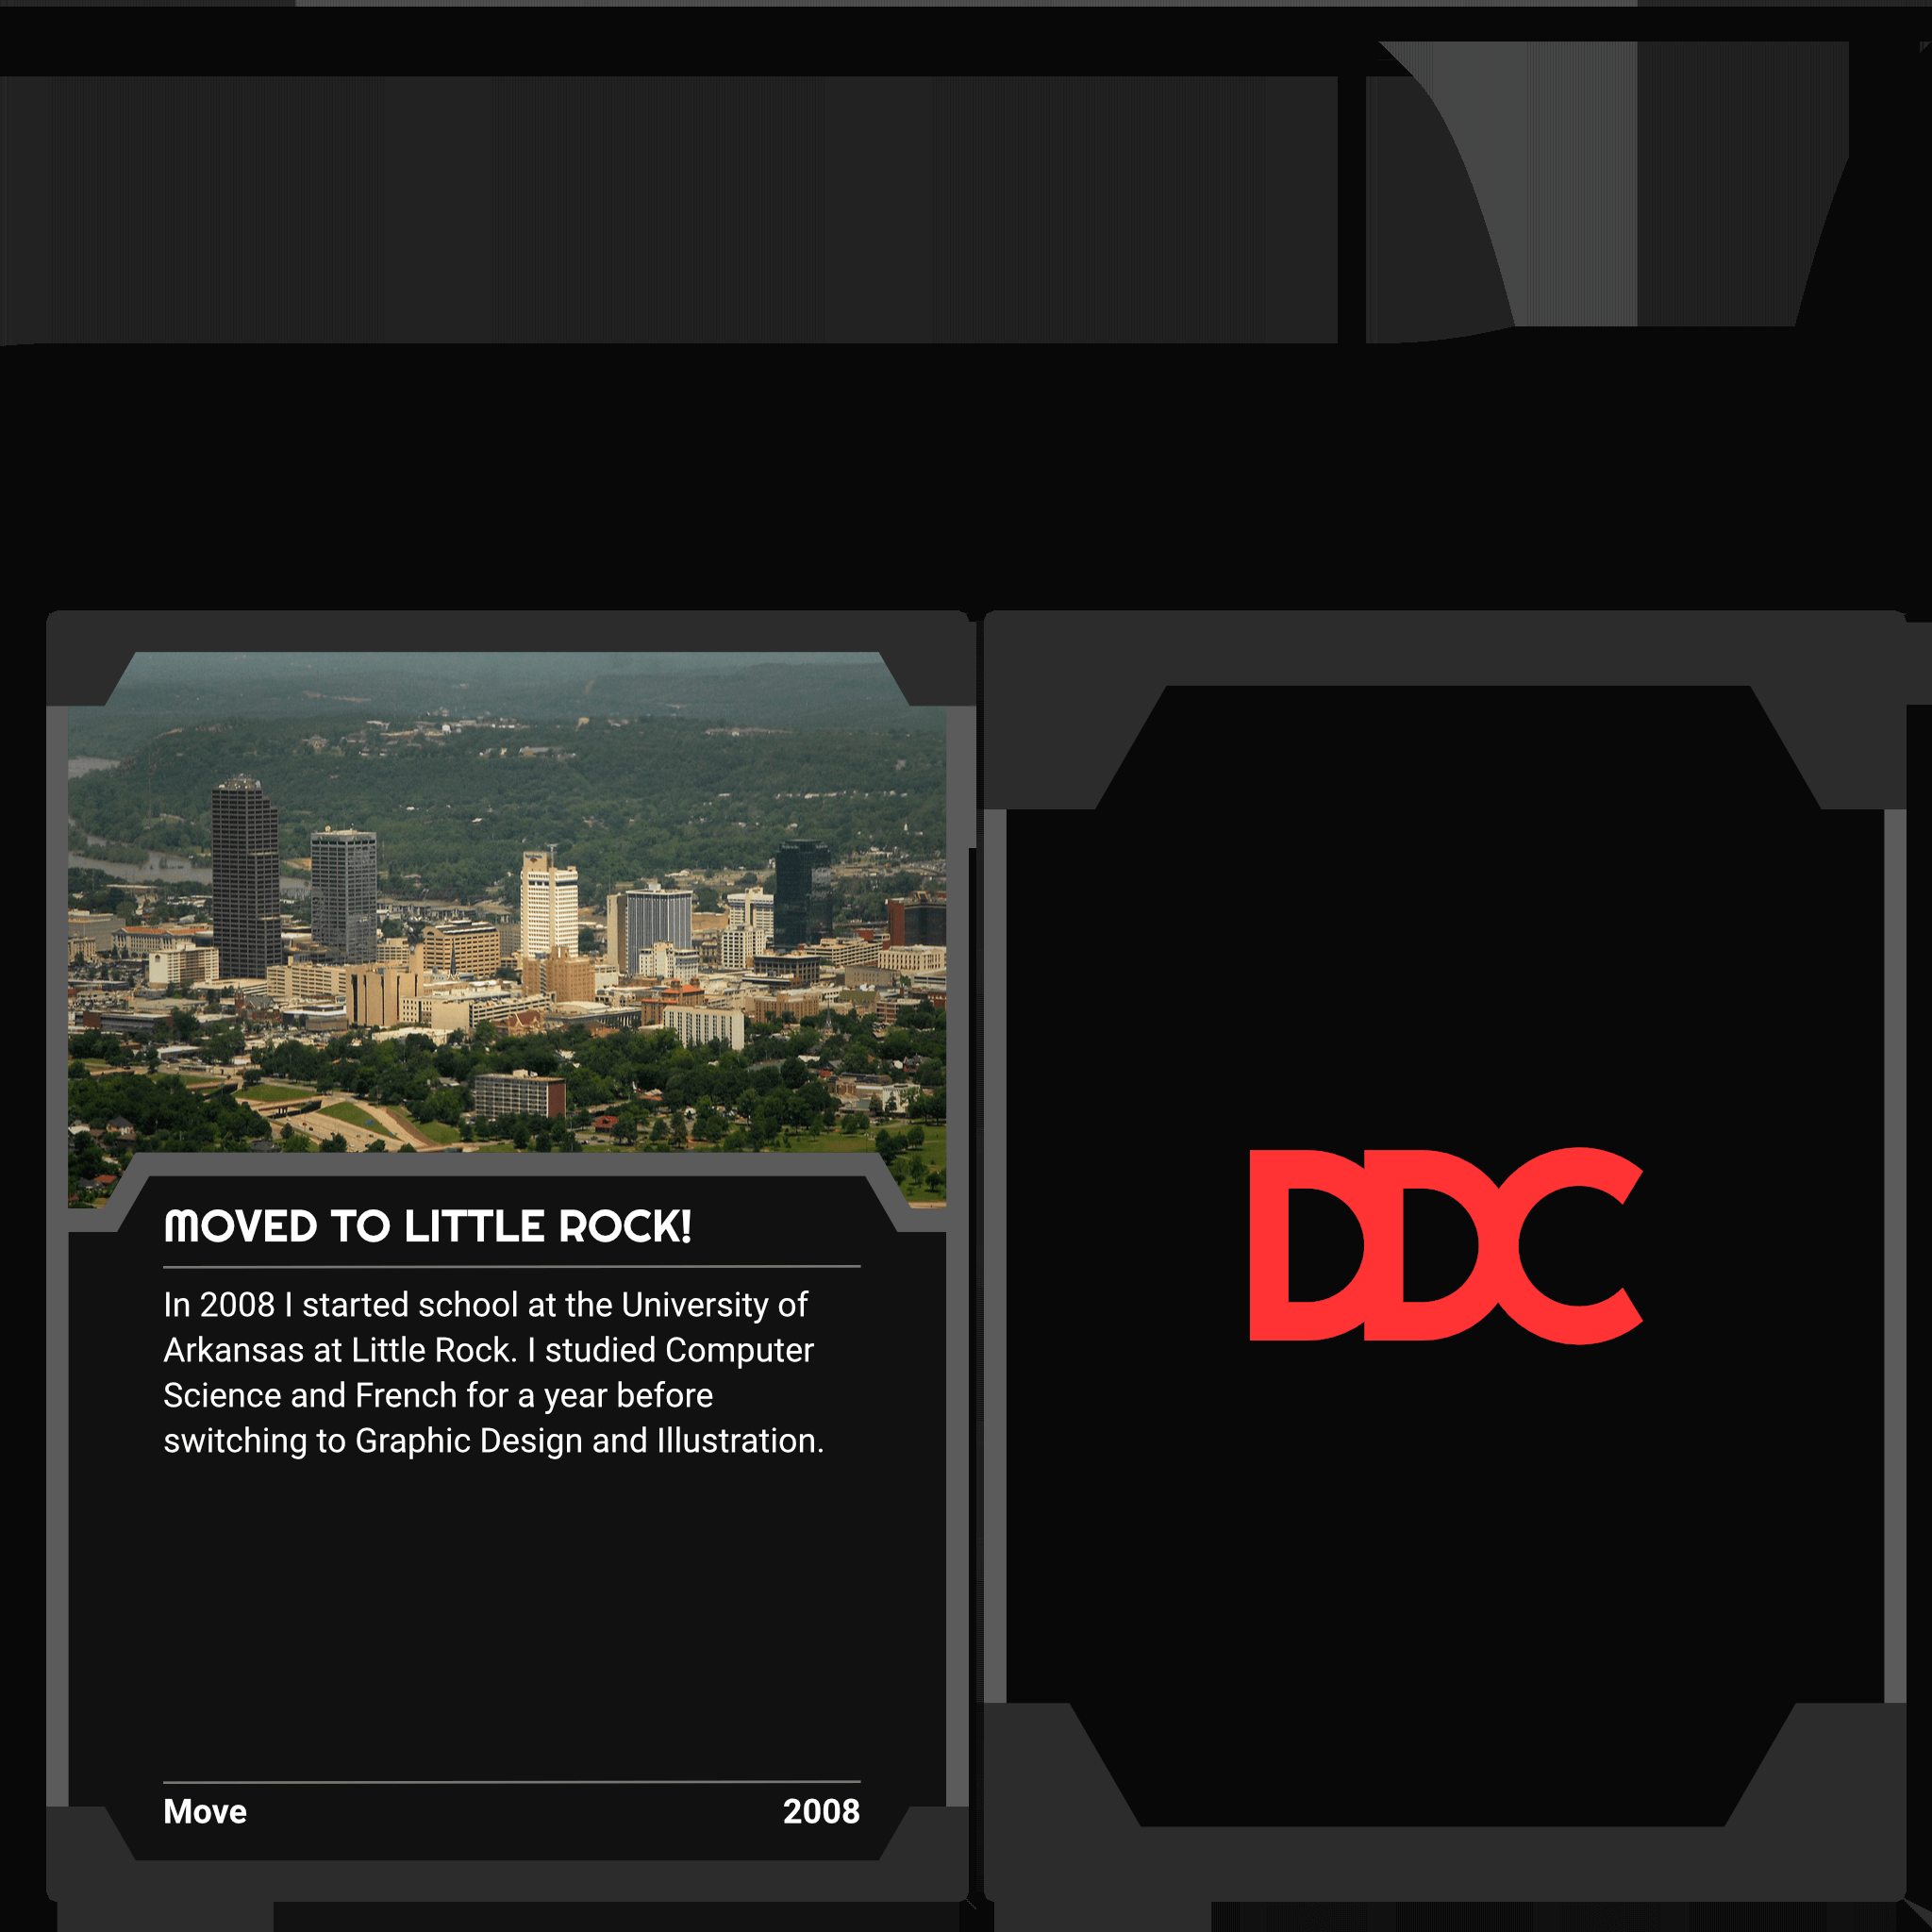 MOVED TO LITTLE ROCK!
In 2008 I started school at the University of
Arkansas at Little Rock. I studied Computer
Science and French for a year before
switching to Graphic Design and Illustration.
Move 2008
DDC